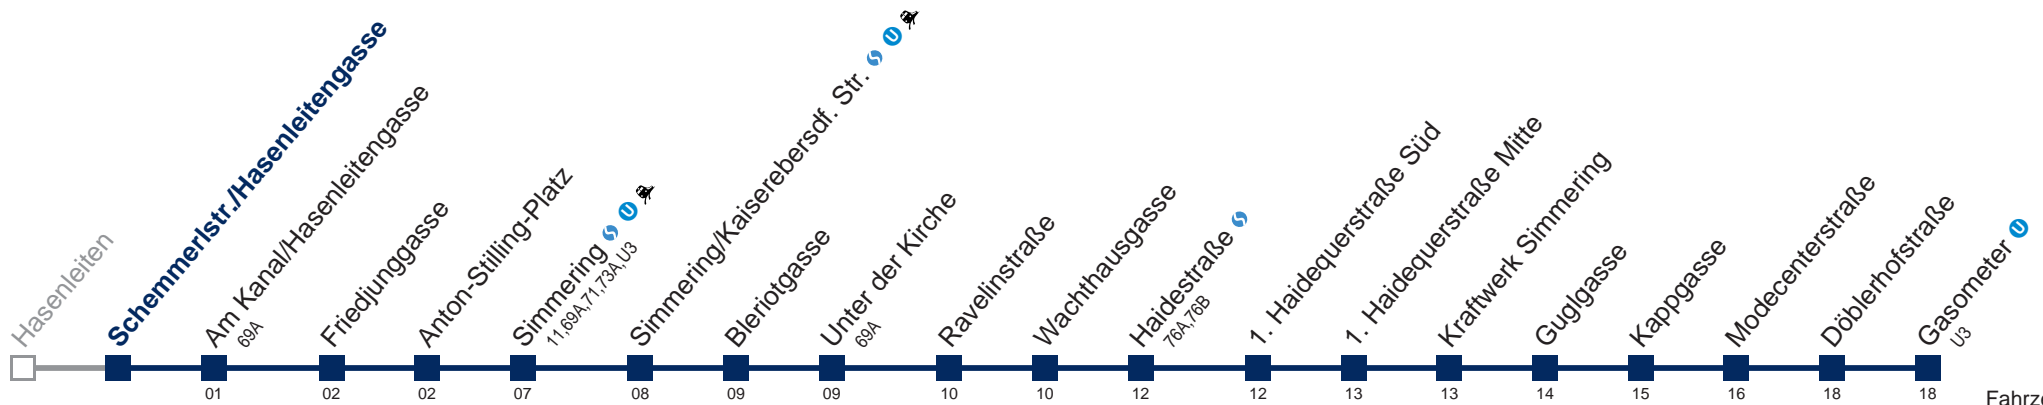 Hasenleiten
Schemmerlstr./Hasenleitengasse
Am Kanal/Hasenleitengasse
69A
Friedjunggasse
Anton-Stilling-Platz
Simmering S U
11,69A,71,73A,U3
Simmering/Kaiserebersdf. Str. S U
Bleriotgasse
Unter der Kirche
69A
Ravelinstraße
Wachthausgasse
Haidestraße S
76A,76B
1. Haidequerstraße Süd
1. Haidequerstraße Mitte
Kraftwerk Simmering
Guglgasse
Kappgasse
Modecenterstraße
Döblerhofstraße
Gasometer U
U3
01 02 02 07 08 09 09 10 10 12 12 13 13 14 15 16 18 18
Fahrz